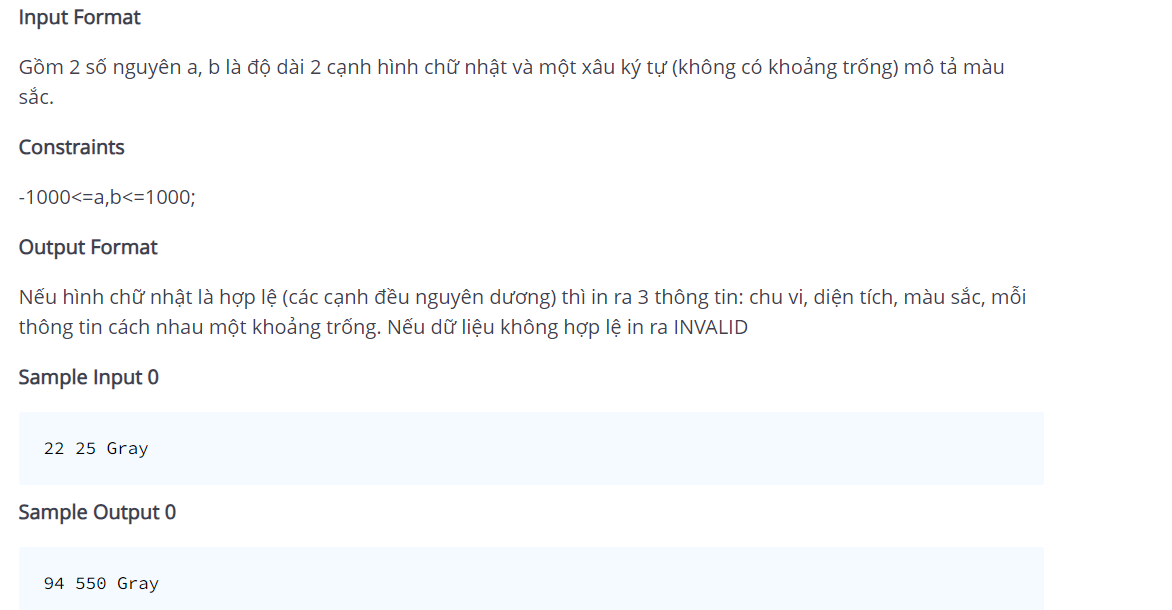 Input Format
Gồm 2 số nguyên a, b là độ dài 2 cạnh hình chữ nhật và một xâu ký tự (không có khoảng trống) mô tả màu
sắc.
Constraints
-1000<=a,b<=1000;
Output Format
Nếu hình chữ nhật là hợp lệ (các cạnh đều nguyên dương) thì in ra 3 thông tin: chu vi, diện tích, màu sắc, mỗi
thông tin cách nhau một khoảng trống. Nếu dữ liệu không hợp lệ in ra INVALID
Sample Input 0
22 25 Gray
Sample Output 0
94 550 Gray